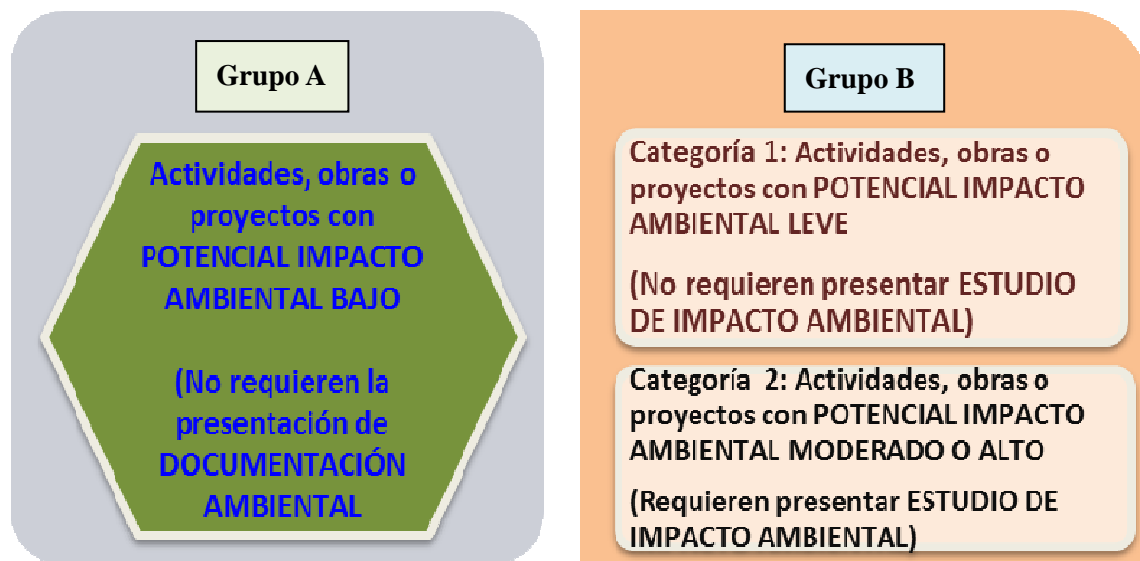 Grupo A
Actividades, obras o
proyectos con
POTENCIAL IMPACTO
AMBIENTAL BAJO
(No requieren la
presentación de
DOCUMENTACIÓN
AMBIENTAL
Grupo B
Categoría 1: Actividades, obras o
proyectos con POTENCIAL IMPACTO
AMBIENTAL LEVE
(No requieren presentar ESTUDIO
DE IMPACTO AMBIENTAL)
Categoría 2: Actividades, obras o
proyectos con POTENCIAL IMPACTO
AMBIENTAL MODERADO O ALTO
(Requieren presentar ESTUDIO DE
IMPACTO AMBIENTAL)